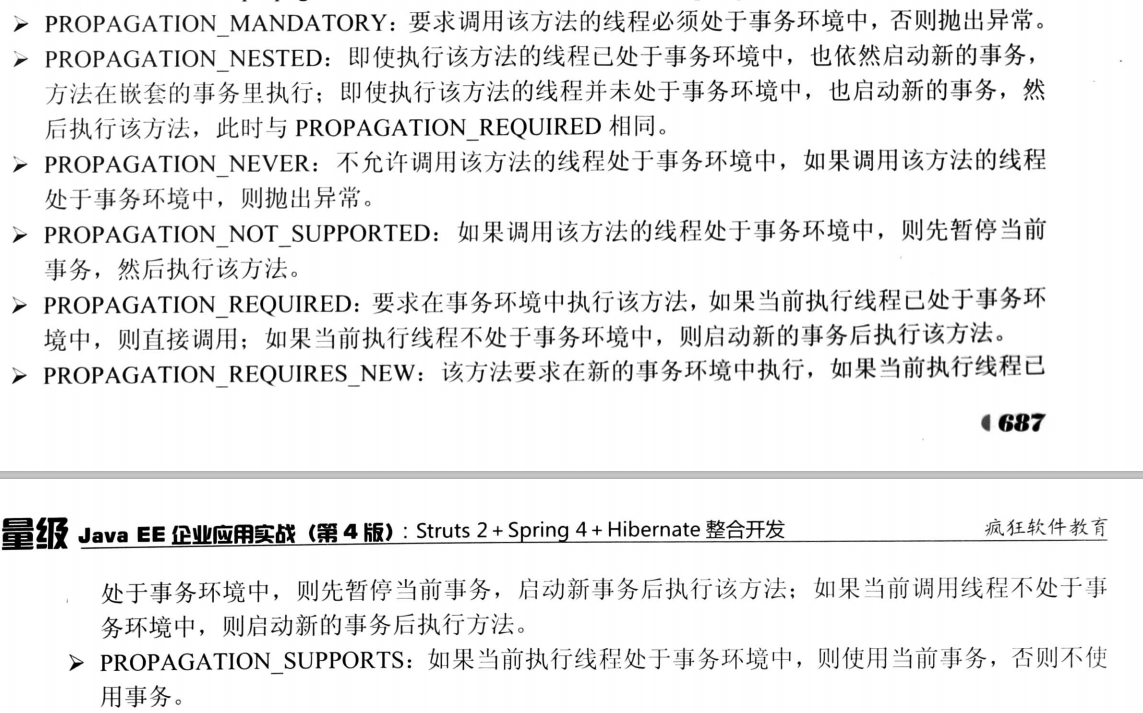 ➢ PROPAGATION_MANDATORY：要求调用该方法的线程必须处于事务环境中，否则抛出异常。
➢ PROPAGATION_NESTED：即使执行该方法的线程已处于事务环境中，也依然启动新的事务，
方法在嵌套的事务里执行；即使执行该方法的线程并未处于事务环境中，也启动新的事务，然
后执行该方法，此时与 PROPAGATION_REQUIRED 相同。
➢ PROPAGATION_NEVER：不允许调用该方法的线程处于事务环境中，如果调用该方法的线程
处于事务环境中，则抛出异常。
➢ PROPAGATION_NOT_SUPPORTED：如果调用该方法的线程处于事务环境中，则先暂停当前
事务，然后执行该方法。
➢ PROPAGATION_REQUIRED：要求在事务环境中执行该方法，如果当前执行线程已处于事务环
境中，则直接调用；如果当前执行线程不处于事务环境中，则启动新的事务后执行该方法。
➢ PROPAGATION_REQUIRES_NEW：该方法要求在新的事务环境中执行，如果当前执行线程已
687
量级 Java EE 企业应用实战（第 4 版）：Struts 2+Spring 4+Hibernate 整合开发 疯狂软件教育
处于事务环境中，则先暂停当前事务，启动新事务后执行该方法；如果当前调用线程不处于事
务环境中，则启动新的事务后执行方法。
➢ PROPAGATION_SUPPORTS：如果当前执行线程处于事务环境中，则使用当前事务，否则不使
用事务。